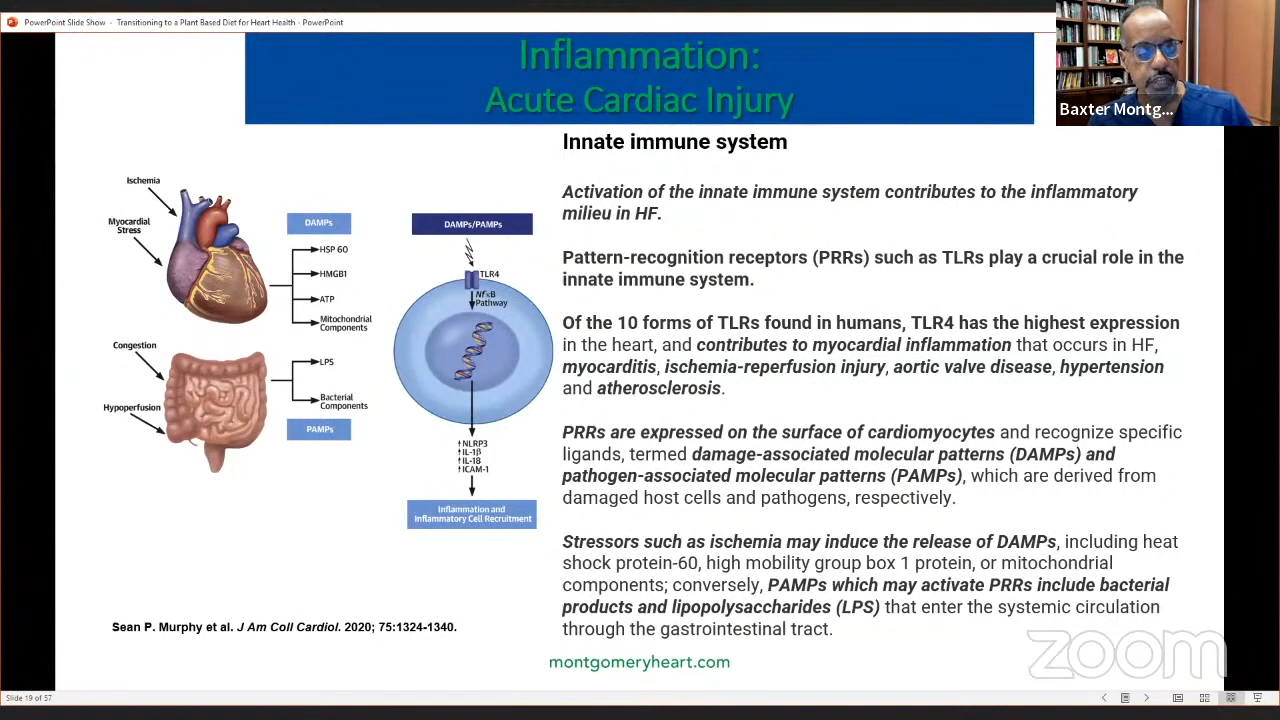 PowerPoint Slide Show - Transitioning to a Plant Based Diet for Heart Health - PowerPoint
Inflammation:
Acute Cardiac Injury
Baxter Montg...
Innate immune system
Activation of the innate immune system contributes to the inflammatory
milieu in HF.
Pattern-recognition receptors (PRRs) such as TLRs play a crucial role in the
innate immune system.
Of the 10 forms of TLRs found in humans, TLR4 has the highest expression
in the heart, and contributes to myocardial inflammation that occurs in HF,
myocarditis, ischemia-reperfusion injury, aortic valve disease, hypertension
and atherosclerosis.
PRRs are expressed on the surface of cardiomyocytes and recognize specific
ligands, termed damage-associated molecular patterns (DAMPs) and
pathogen-associated molecular patterns (PAMPs), which are derived from
damaged host cells and pathogens, respectively.
Stressors such as ischemia may induce the release of DAMPs, including heat
shock protein-60, high mobility group box 1 protein, or mitochondrial
components; conversely, PAMPs which may activate PRRs include bacterial
products and lipopolysaccharides (LPS) that enter the systemic circulation
through the gastrointestinal tract.
Ischemia
Myocardial
Stress
DAMPs
HSP 60
HMGB1
ATP
Mitochondrial
Components
Congestion
Hypoperfusion
LPS
Bacterial
Components
PAMPs
DAMPs/PAMPs
TLR4
NfκB
Pathway
↑NLRP3
↑IL-1β
↑IL-18
↑ICAM-1
Inflammation and
Inflammatory Cell Recruitment
Sean P. Murphy et al. J Am Coll Cardiol. 2020; 75:1324-1340.
montgomeryheart.com
zoom
Slide 19 of 57